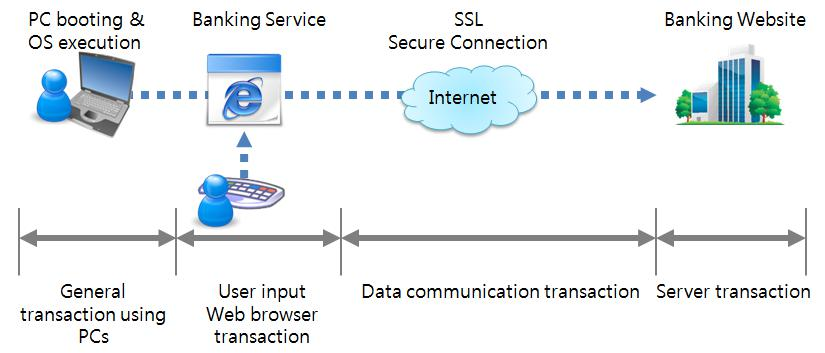 PC booting &
OS execution
Banking Service
SSL
Secure Connection
Banking Website
Internet
General
transaction using
PCs
User input
Web browser
transaction
Data communication transaction
Server transaction